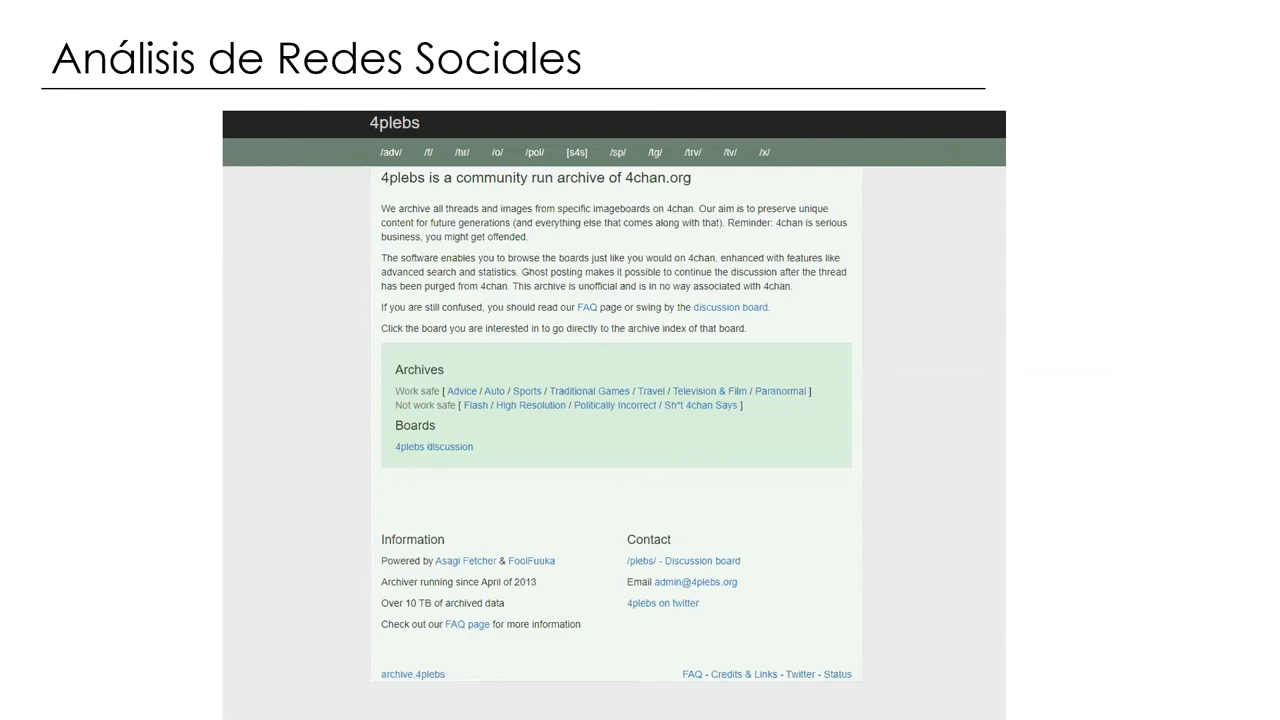 Análisis de Redes Sociales
4plebs
/adv/ /f/ /hr/ /o/ /pol/ [s4s] /sp/ /tg/ /trv/ /tv/ /x/
4plebs is a community run archive of 4chan.org
We archive all threads and images from specific imageboards on 4chan. Our aim is to preserve unique
content for future generations (and everything else that comes along with that). Reminder: 4chan is serious
business, you might get offended.
The software enables you to browse the boards just like you would on 4chan, enhanced with features like
advanced search and statistics. Ghost posting makes it possible to continue the discussion after the thread
has been purged from 4chan. This archive is unofficial and is in no way associated with 4chan.
If you are still confused, you should read our FAQ page or swing by the discussion board.
Click the board you are interested in to go directly to the archive index of that board.
Archives
Work safe [ Advice / Auto / Sports / Traditional Games / Travel / Television & Film / Paranormal ]
Not work safe [ Flash / High Resolution / Politically Incorrect / Sh*t 4chan Says ]
Boards
4plebs discussion
Information
Powered by Asagi Fetcher & FoolFuuka
Archiver running since April of 2013
Over 10 TB of archived data
Check out our FAQ page for more information
Contact
/plebs/ - Discussion board
Email admin@4plebs.org
4plebs on twitter
archive.4plebs
FAQ - Credits & Links - Twitter - Status